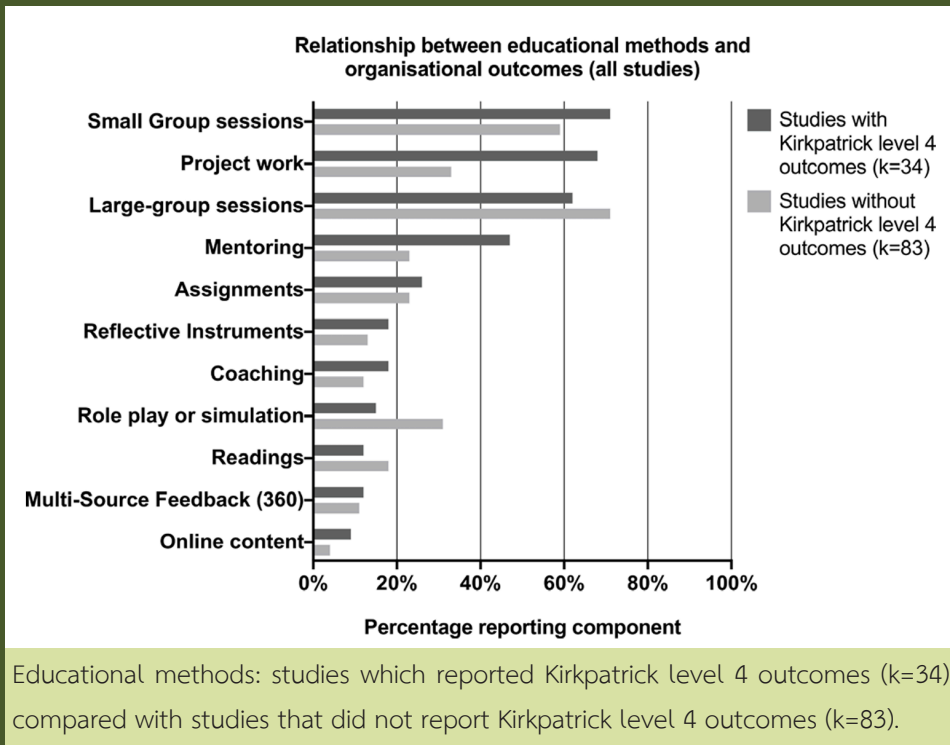 Relationship between educational methods and
organisational outcomes (all studies)
Small Group sessions
Project work
Large-group sessions
Mentoring
Assignments
Reflective Instruments
Coaching
Role play or simulation
Readings
Multi-Source Feedback (360)
Online content
0% 20% 40% 60% 80% 100%
Percentage reporting component
Studies with
Kirkpatrick level 4
outcomes (k=34)
Studies without
Kirkpatrick level 4
outcomes (k=83)
Educational methods: studies which reported Kirkpatrick level 4 outcomes (k=34)
compared with studies that did not report Kirkpatrick level 4 outcomes (k=83).